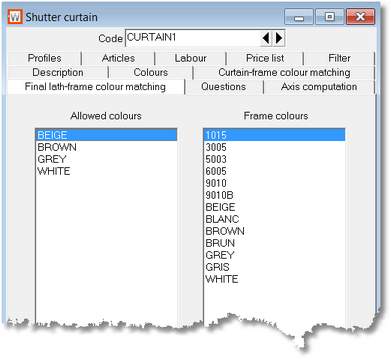 W Shutter curtain
Code CURTAIN1
Profiles Articles Labour Price list Filter
Description Colours Curtain-frame colour matching
Final lath-frame colour matching Questions Axis computation
Allowed colours Frame colours
BEIGE 1015
BROWN 3005
GREY 5003
WHITE 6005
9010
9010B
BEIGE
BLANC
BROWN
BRUN
GREY
GRIS
WHITE